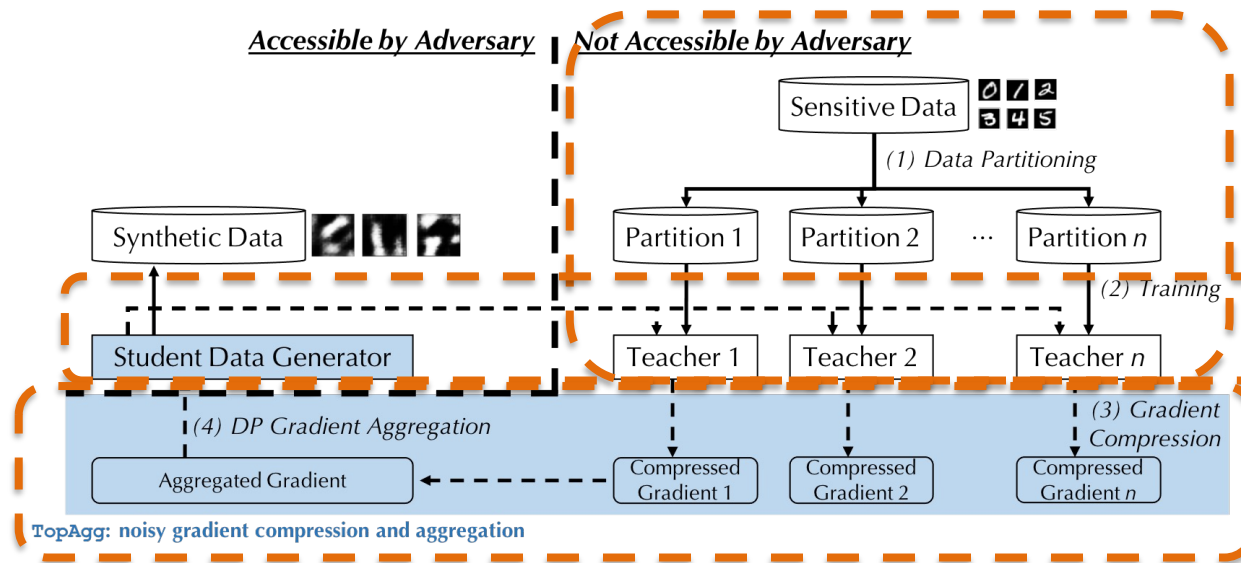 Accessible by Adversary
Not Accessible by Adversary
Sensitive Data
0 1 2
3 4 5
(1) Data Partitioning
Synthetic Data
Partition 1
Partition 2
...
Partition n
(2) Training
Student Data Generator
Teacher 1
Teacher 2
Teacher n
(4) DP Gradient Aggregation
(3) Gradient
Compression
Aggregated Gradient
Compressed
Gradient 1
Compressed
Gradient 2
Compressed
Gradient n
TopAgg: noisy gradient compression and aggregation